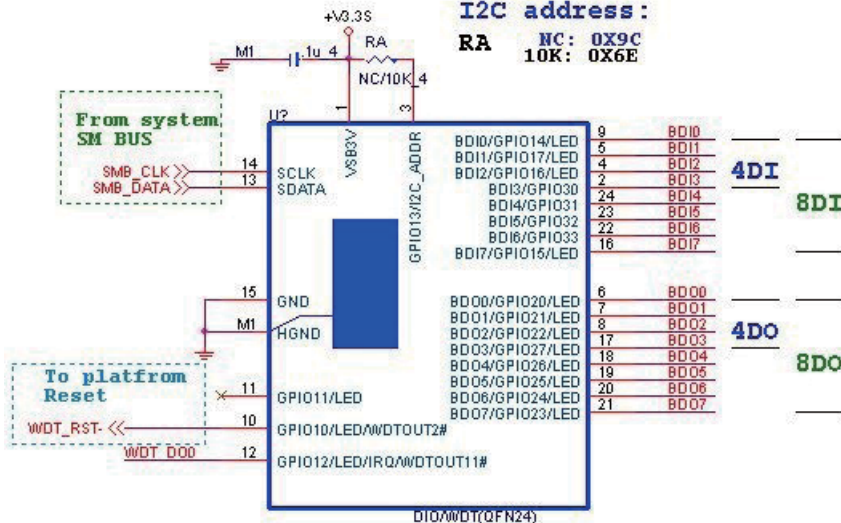 I2C address:
RA NC: 0X9C
10K: 0X6E
+V3.3S
M1 .1u_4 RA
NC/10K_4
From system
SM BUS
SMB_CLK
SMB_DATA
U?
1
3
VSB3V
GPIO13/I2C_ADDR
14 SCLK
13 SDATA
15 GND
M1 HGND
To platfrom
Reset
11 GPIO11/LED
WDT_RST- 10 GPIO10/LED/WDTOUT2#
WDT_DO0 12 GPIO12/LED/IRQ/WDTOUT11#
BDI0/GPIO14/LED 9 BDI0
BDI1/GPIO17/LED 5 BDI1
BDI2/GPIO16/LED 4 BDI2
BDI3/GPIO30 2 BDI3
BDI4/GPIO31 24 BDI4
BDI5/GPIO32 23 BDI5
BDI6/GPIO33 22 BDI6
BDI7/GPIO15/LED 16 BDI7
4DI
8DI
BDO0/GPIO20/LED 6 BDO0
BDO1/GPIO21/LED 7 BDO1
BDO2/GPIO22/LED 8 BDO2
BDO3/GPIO27/LED 17 BDO3
BDO4/GPIO26/LED 18 BDO4
BDO5/GPIO25/LED 19 BDO5
BDO6/GPIO24/LED 20 BDO6
BDO7/GPIO23/LED 21 BDO7
4DO
8DO
DIO/WDT(QFN24)